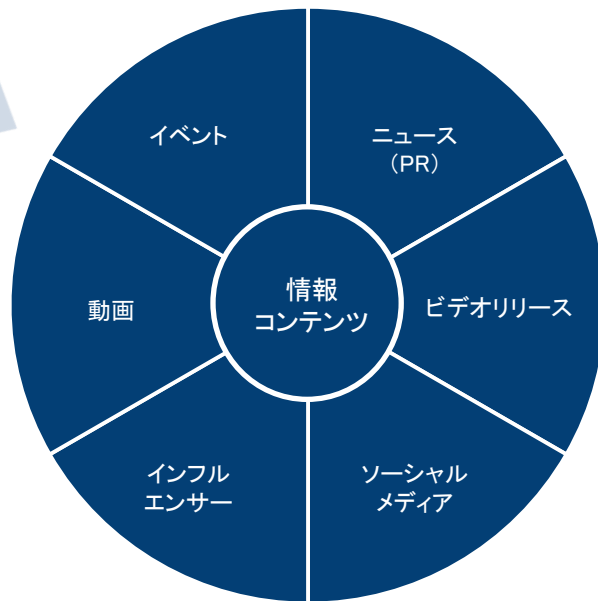 イベント
ニュース
（PR）
動画
情報
コンテンツ
ビデオリリース
インフル
エンサー
ソーシャル
メディア